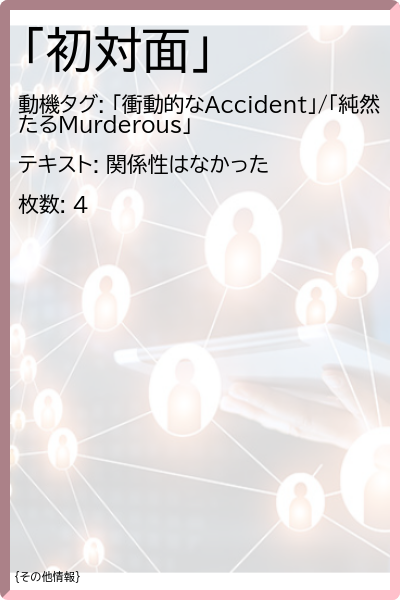 「初対面」
動機タグ: 「衝動的なAccident」/「純然
たるMurderous」
テキスト: 関係性はなかった
枚数: 4
{その他情報}